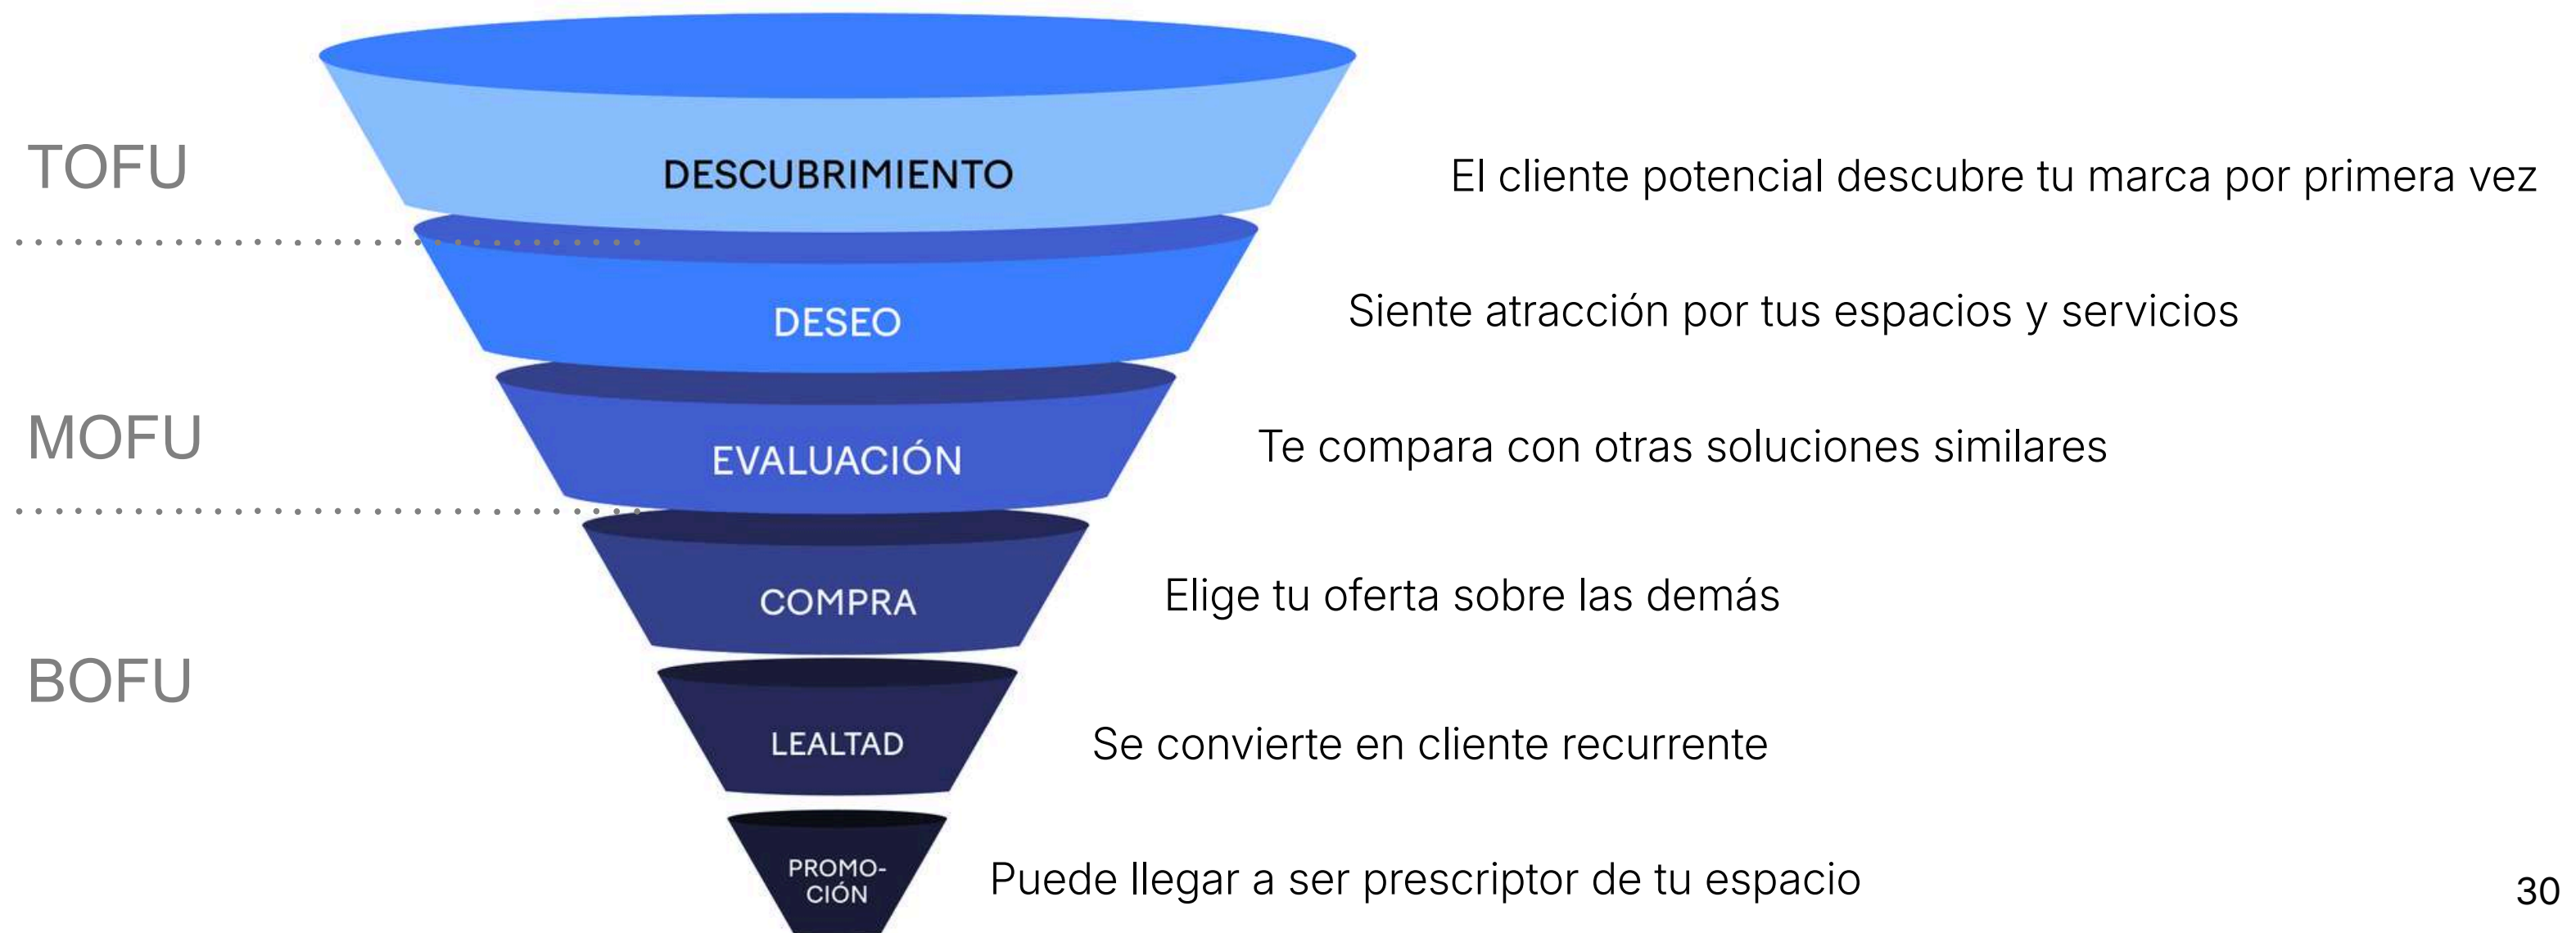 TOFU
DESCUBRIMIENTO
El cliente potencial descubre tu marca por primera vez
DESEO
Siente atracción por tus espacios y servicios
MOFU
EVALUACIÓN
Te compara con otras soluciones similares
COMPRA
Elige tu oferta sobre las demás
BOFU
LEALTAD
Se convierte en cliente recurrente
PROMO-
CIÓN
Puede llegar a ser prescriptor de tu espacio
30